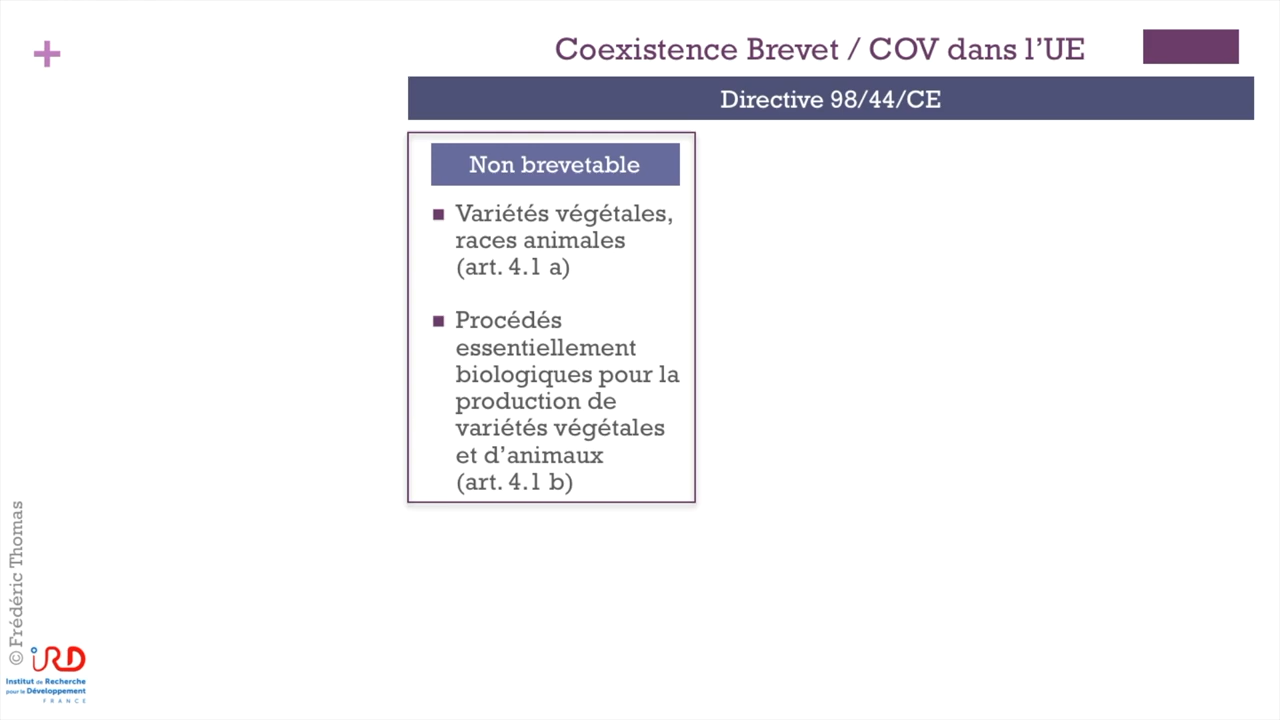 +
Coexistence Brevet / COV dans l’UE
Directive 98/44/CE
Non brevetable
Variétés végétales,
races animales
(art. 4.1 a)
Procédés
essentiellement
biologiques pour la
production de
variétés végétales
et d’animaux
(art. 4.1 b)
© Frédéric Thomas
iRD
Institut de Recherche
pour le Développement
FRANCE